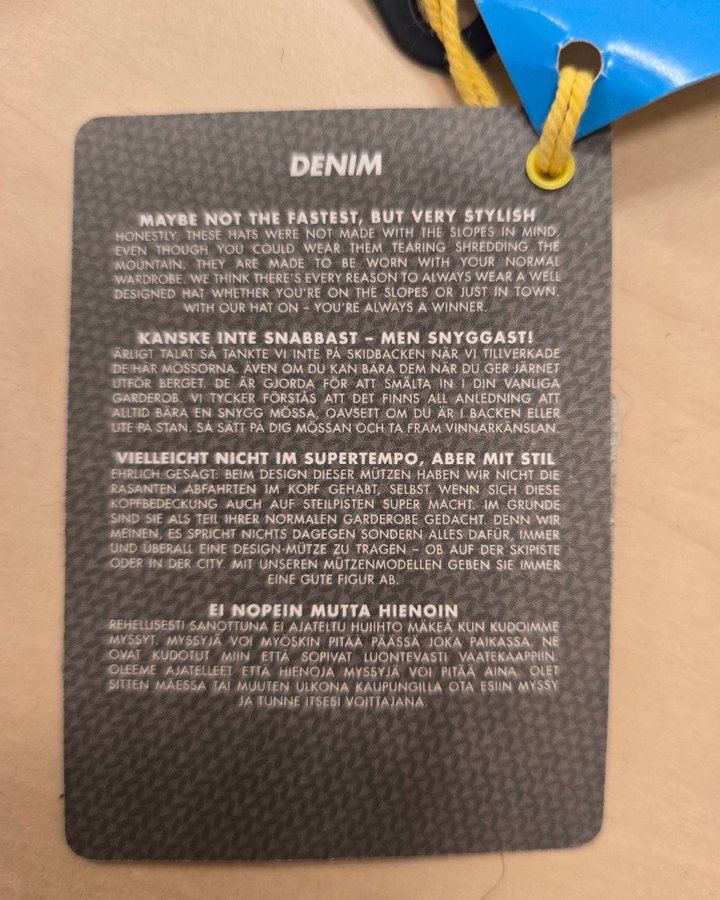 DENIM
MAYBE NOT THE FASTEST, BUT VERY STYLISH
HONESTLY, THESE HATS WERE NOT MADE WITH THE SLOPES IN MIND,
EVEN THOUGH YOU COULD WEAR THEM TEARING SHREDDING THE
MOUNTAIN. THEY ARE MADE TO BE WORN WITH YOUR NORMAL
WARDROBE. WE THINK THERE'S EVERY REASON TO ALWAYS WEAR A WELL
DESIGNED HAT WHETHER YOU'RE ON THE SLOPES OR JUST IN TOWN.
WITH OUR HAT ON – YOU'RE ALWAYS A WINNER.
KANSKE INTE SNABBAST – MEN SNYGGAST!
ÄRLIGT TALAT SÅ TÄNKTE VI INTE PÅ SKIDBACKEN NÄR VI TILLVERKADE
DE HÄR MÖSSORNA. ÄVEN OM DU KAN BÄRA DEM NÄR DU GER JÄRNET
UTFÖR BERGET. DE ÄR GJORDA FÖR ATT SMÄLTA IN I DIN VANLIGA
GARDEROB. VI TYCKER FÖRSTÅS ATT DET FINNS ALL ANLEDNING ATT
ALLTID BÄRA EN SNYGG MÖSSA, OAVSETT OM DU ÄR I BACKEN ELLER
UTE PÅ STAN. SÅ SÄTT PÅ DIG MÖSSAN OCH TA FRAM VINNARKÄNSLAN.
VIELLEICHT NICHT IM SUPERTEMPO, ABER MIT STIL
EHRLICH GESAGT: BEIM DESIGN DIESER MÜTZEN HABEN WIR NICHT DIE
RASANTEN ABFAHRTEN IM KOPF GEHABT, SELBST WENN SICH DIESE
KOPFBEDECKUNG AUCH AUF STEILPISTEN SUPER MACHT. IM GRUNDE
SIND SIE ALS TEIL IHRER NORMALEN GARDEROBE GEDACHT. DENN WIR
MEINEN, ES SPRICHT NICHTS DAGEGEN SONDERN ALLES DAFÜR, IMMER
UND ÜBERALL EINE DESIGN-MÜTZE ZU TRAGEN – OB AUF DER SKIPISTE
ODER IN DER CITY. MIT UNSEREN MÜTZENMODELLEN GEBEN SIE IMMER
EINE GUTE FIGUR AB.
EI NOPEIN MUTTA HIENOIN
REHELLISESTI SANOTTUNA EI AJATELTU HUIIHTO MÄKEÄ KUN KUDOIMME
MYSSYT. MYSSYJÄ VOI MYÖSKIN PITÄÄ PÄÄSSÄ JOKA PAIKASSA. NE
OVAT KUDOTUT MIIN ETTÄ SOPIVAT LUONTEVASTI VAATEKAAPPIIN.
OLEEME AJATELLEET ETTÄ HIENOJA MYSSYJÄ VOI PITÄÄ AINA. OLET
SITTEN MÄESSÄ TAI MUUTEN ULKONA KAUPUNGILLA OTA ESIIN MYSSY
JA TUNNE ITSESI VOITTAJANA.